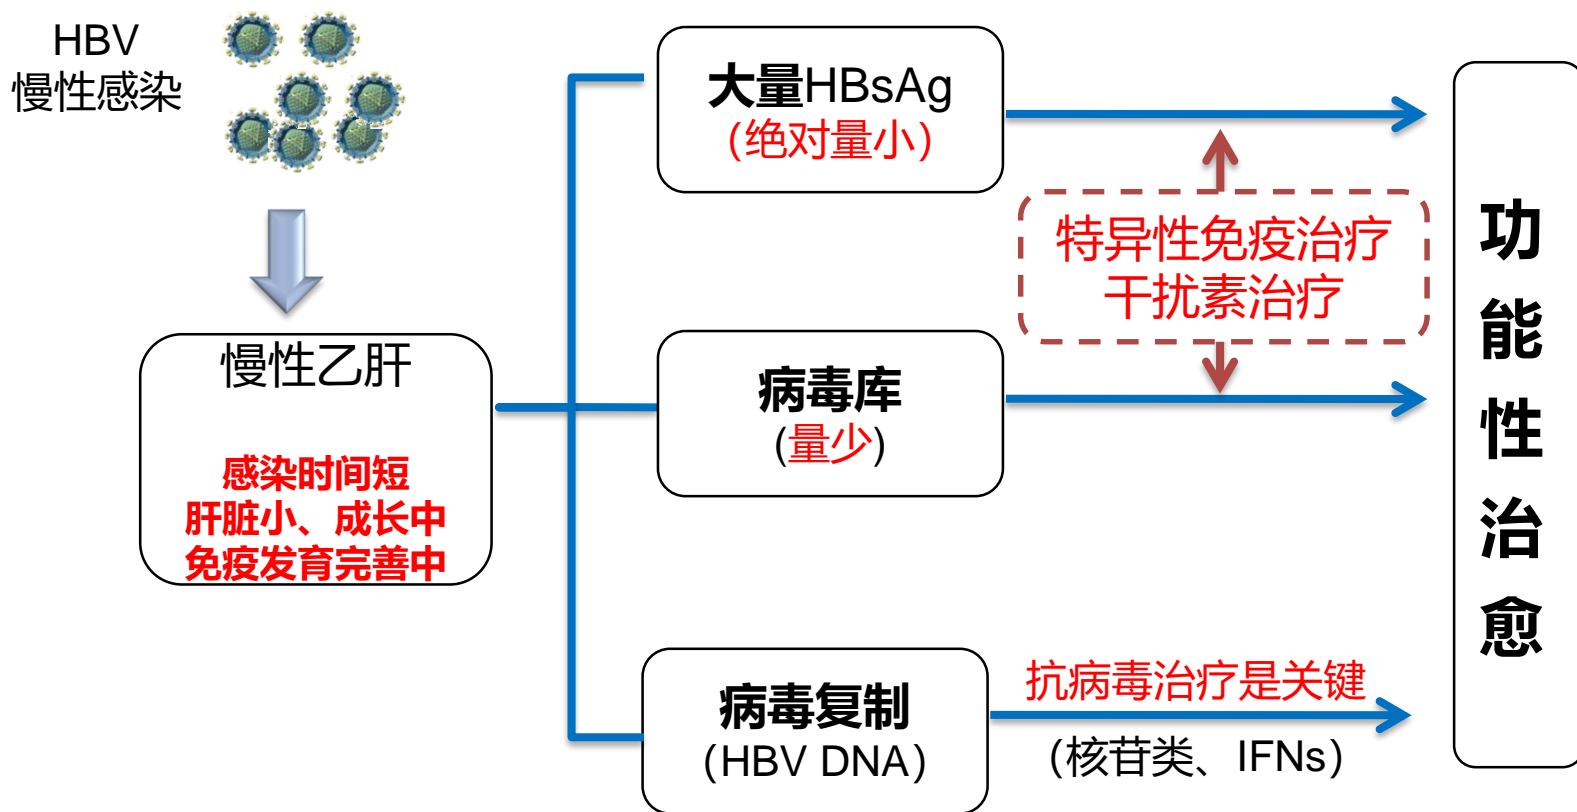 HBV
慢性感染
慢性乙肝
感染时间短
肝脏小、成长中
免疫发育完善中
大量HBsAg
(绝对量小)
病毒库
(量少)
病毒复制
(HBV DNA)
特异性免疫治疗
干扰素治疗
抗病毒治疗是关键
(核苷类、IFNs)
功
能
性
治
愈